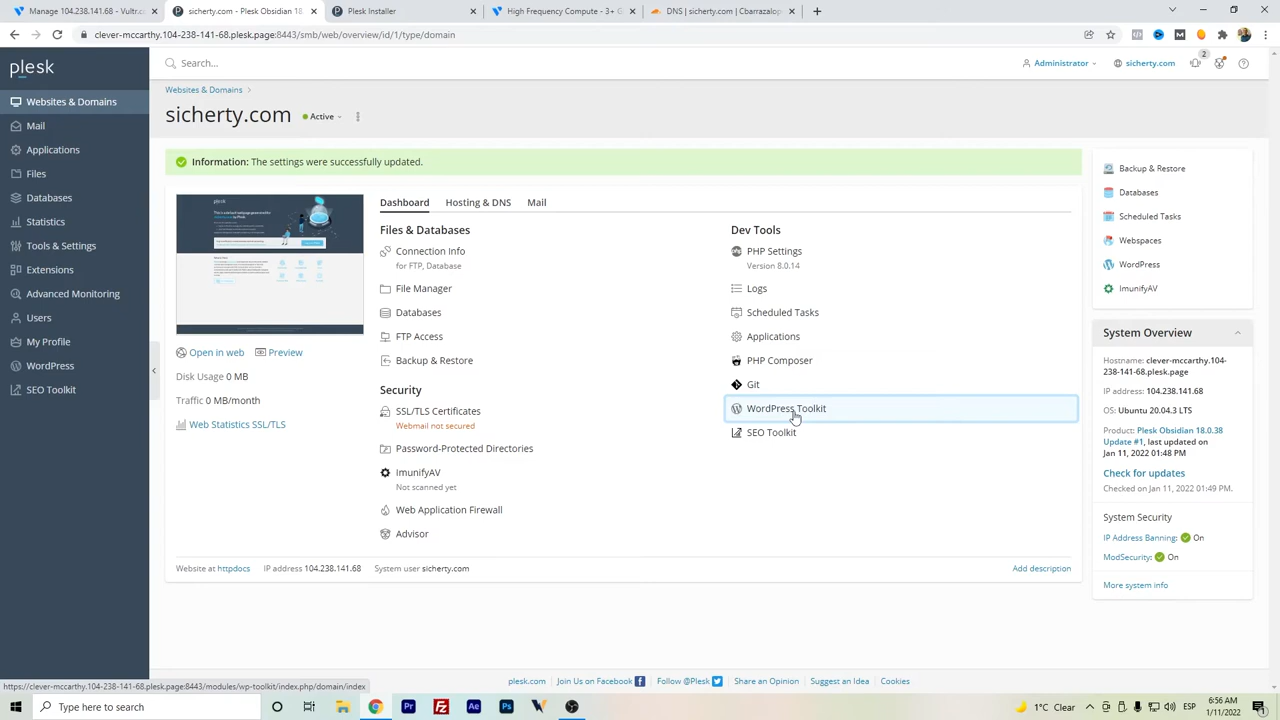 Manage 104.238.141.68 - Vultr.c
sicherty.com - Plesk Obsidian 18.
Plesk Installer
High Frequency Compute - 3+ G
DNS | sicherty.com | Cbarrazalop
clever-mccarthy.104-238-141-68.plesk.page:8443/smb/web/overview/id/1/type/domain
plesk
Websites & Domains
Mail
Applications
Files
Databases
Statistics
Tools & Settings
Extensions
Advanced Monitoring
Users
My Profile
WordPress
SEO Toolkit
Search...
Administrator
sicherty.com
2
Websites & Domains
sicherty.com
Active
Information: The settings were successfully updated.
Open in web
Preview
Disk Usage 0 MB
Traffic 0 MB/month
Web Statistics SSL/TLS
Dashboard
Hosting & DNS
Mail
Files & Databases
Connection Info
for FTP, Database
File Manager
Databases
FTP Access
Backup & Restore
Security
SSL/TLS Certificates
Webmail not secured
Password-Protected Directories
ImunifyAV
Not scanned yet
Web Application Firewall
Advisor
Dev Tools
PHP Settings
Version 8.0.14
Logs
Scheduled Tasks
Applications
PHP Composer
Git
WordPress Toolkit
SEO Toolkit
Website at httpdocs
IP address 104.238.141.68
System user sicherty.com
Add description
Backup & Restore
Databases
Scheduled Tasks
Webspaces
WordPress
ImunifyAV
System Overview
Hostname: clever-mccarthy.104-
238-141-68.plesk.page
IP address: 104.238.141.68
OS: Ubuntu 20.04.3 LTS
Product: Plesk Obsidian 18.0.38
Update #1, last updated on
Jan 11, 2022 01:48 PM
Check for updates
Checked on Jan 11, 2022 01:49 PM.
System Security
IP Address Banning: On
ModSecurity: On
More system info
plesk.com
Join Us on Facebook
Follow @Plesk
Share an Opinion
Suggest an Idea
Cookies
https://clever-mccarthy.104-238-141-68.plesk.page:8443/modules/wp-toolkit/index.php/domain/index
Type here to search
1°C Clear
ESP
6:56 AM
1/11/2022